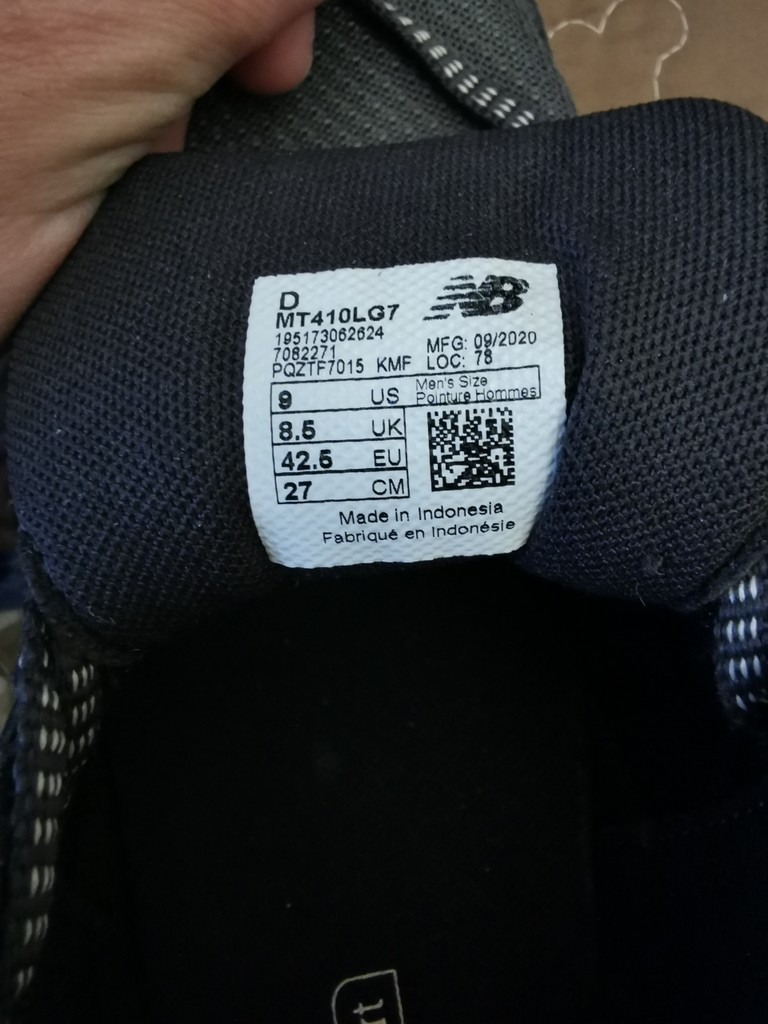 D
MT410LG7
195173062624
7082271
PQZTF7015 KMF
NB
MFG: 09/2020
LOC: 78
9 US Men's Size
Pointure Hommes
8.5 UK
42.5 EU
27 CM
Made in Indonesia
Fabriqué en Indonésie